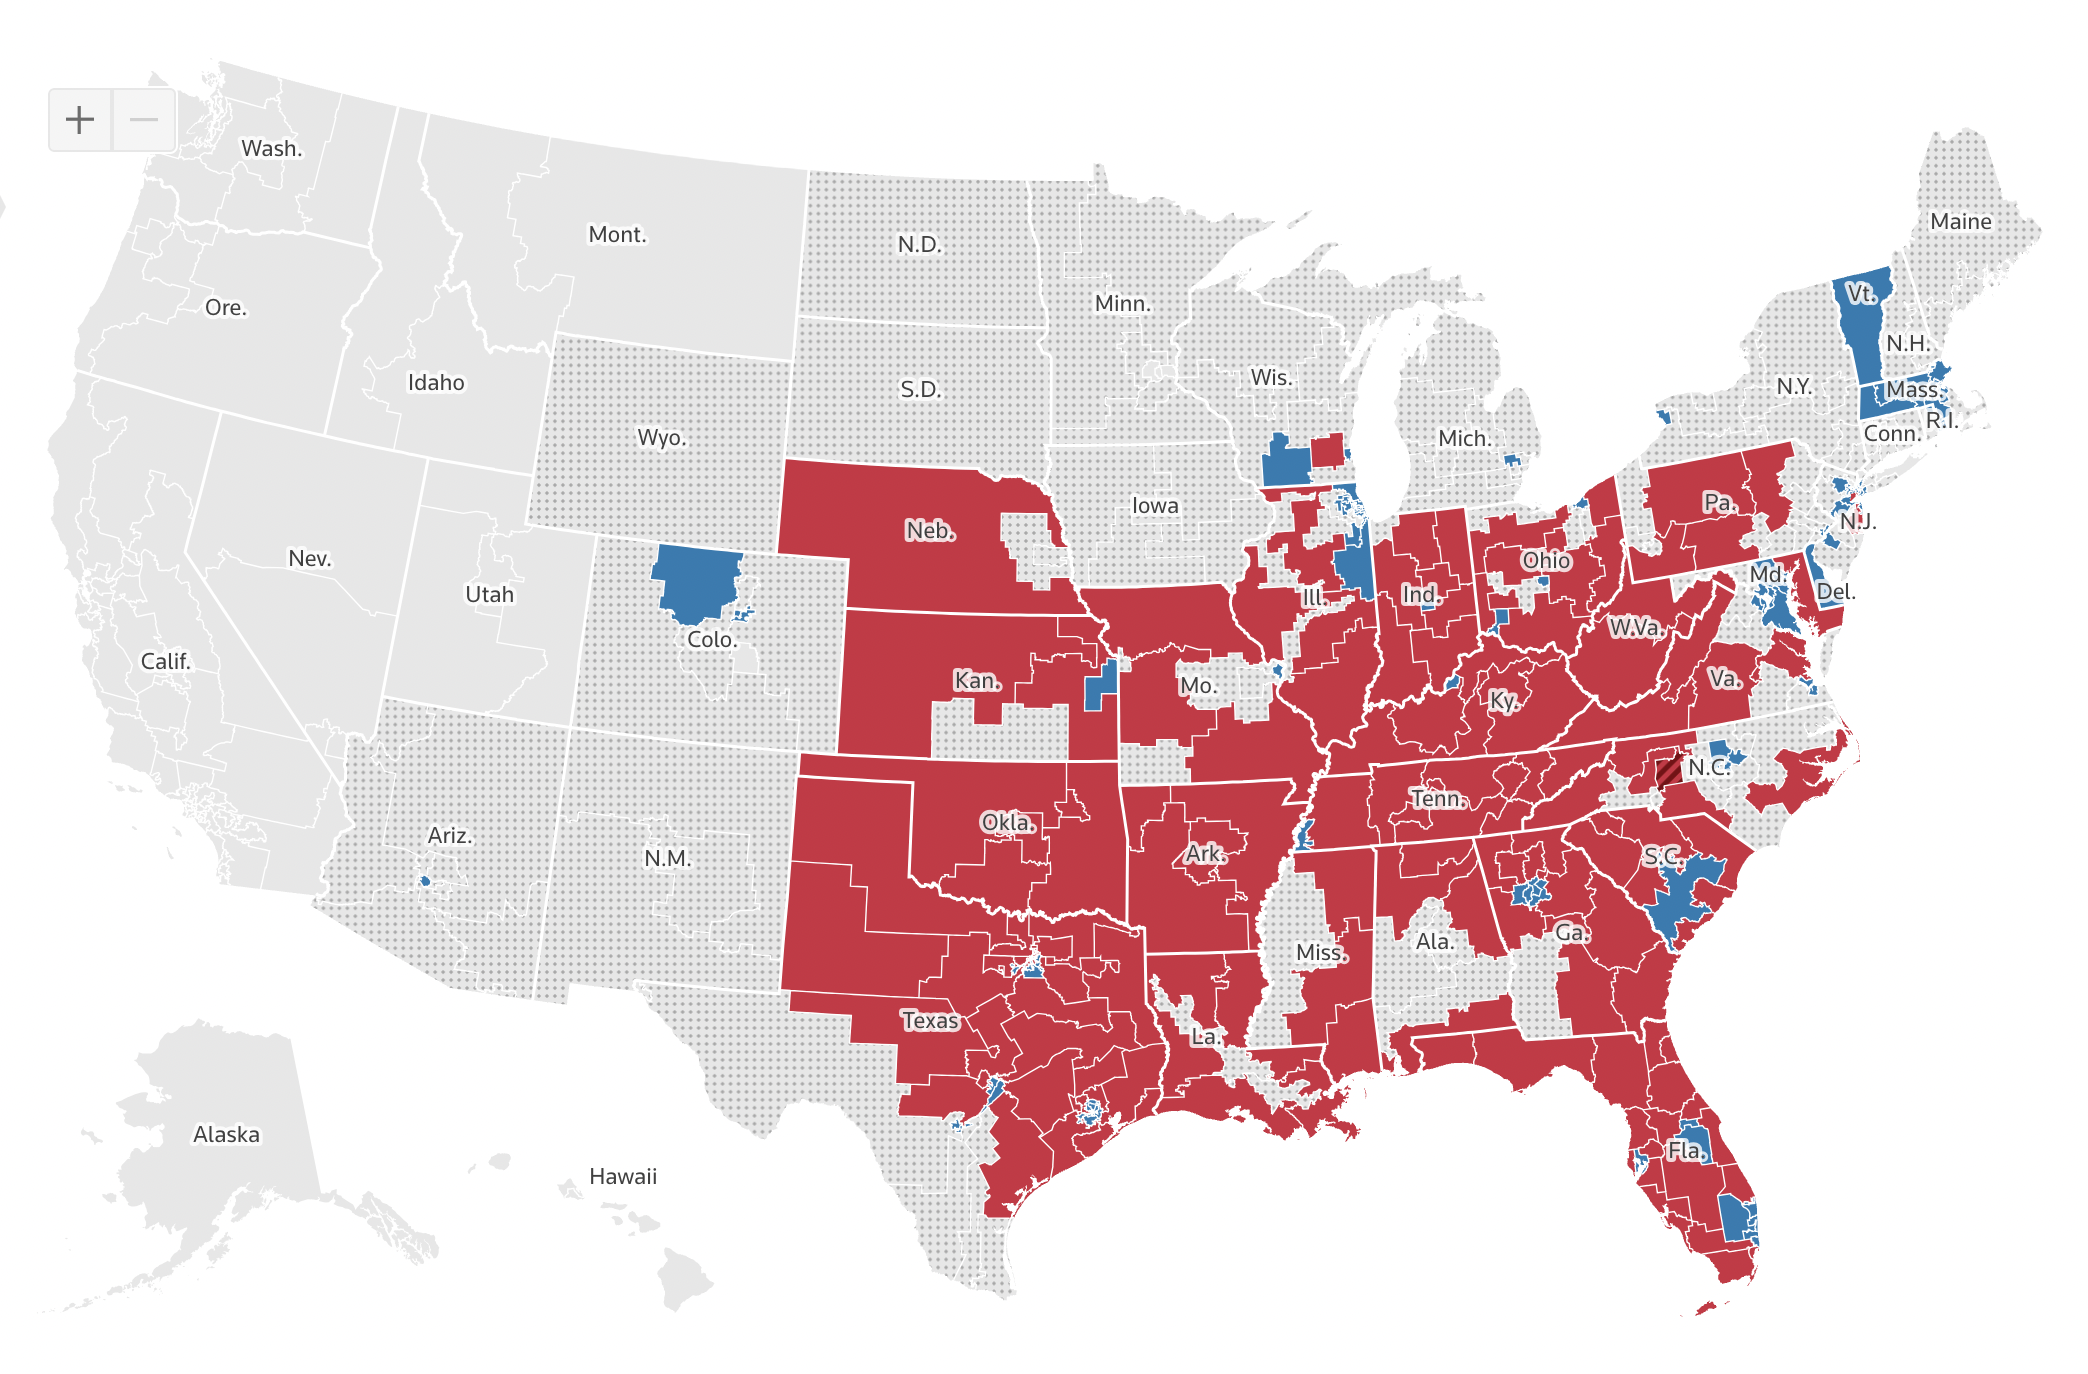 +
−
Wash.
Mont.
N.D.
Minn.
Maine
Ore.
Idaho
S.D.
Wis.
Mich.
N.Y.
Vt.
N.H.
Mass.
R.I.
Conn.
Wyo.
Iowa
Neb.
Pa.
N.J.
Nev.
Utah
Colo.
Ill.
Ind.
Ohio
Md.
Del.
W.Va.
Va.
Calif.
Kan.
Mo.
Ky.
N.C.
Ariz.
N.M.
Okla.
Ark.
Tenn.
S.C.
Miss.
Ala.
Ga.
Texas
La.
Fla.
Alaska
Hawaii